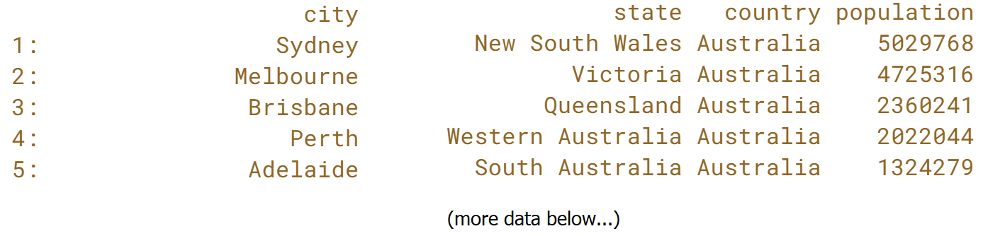 city state country population
1: Sydney New South Wales Australia 5029768
2: Melbourne Victoria Australia 4725316
3: Brisbane Queensland Australia 2360241
4: Perth Western Australia Australia 2022044
5: Adelaide South Australia Australia 1324279
(more data below...)